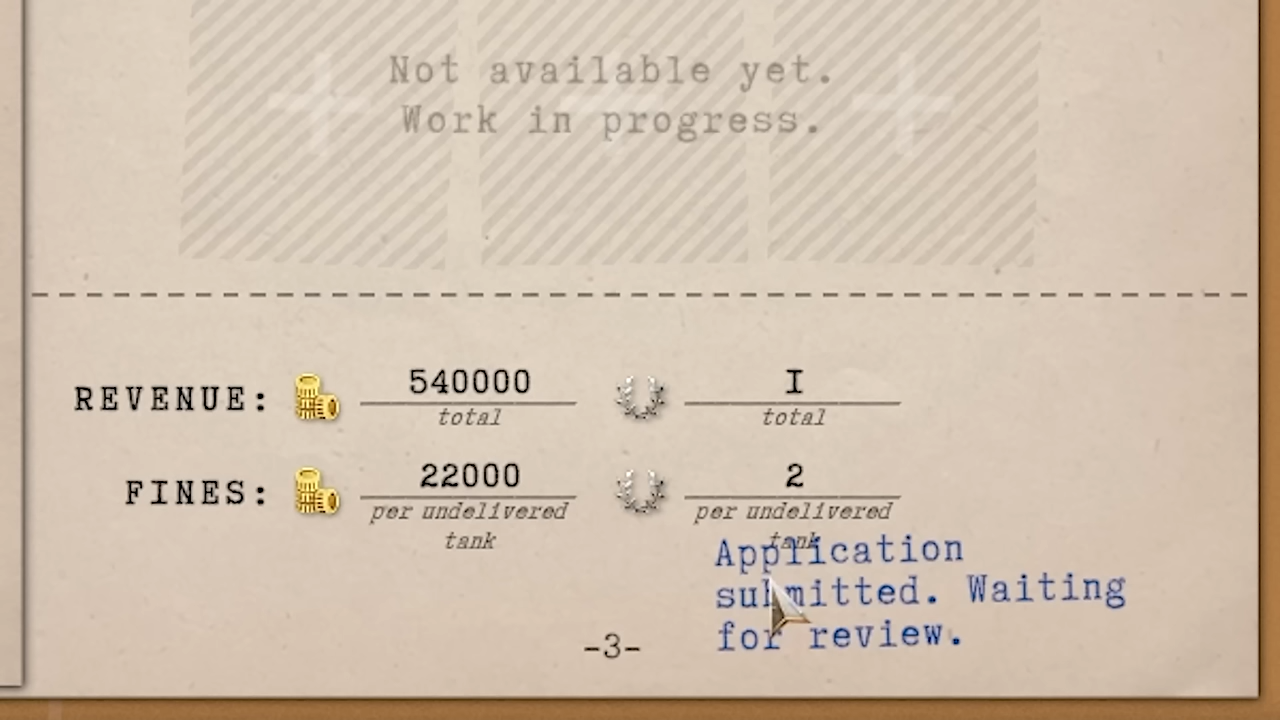 Not available yet.
Work in progress.
REVENUE: 540000 I
total total
FINES: 22000 2
per undelivered per undelivered
tank tank
Application
submitted. Waiting
for review.
-3-